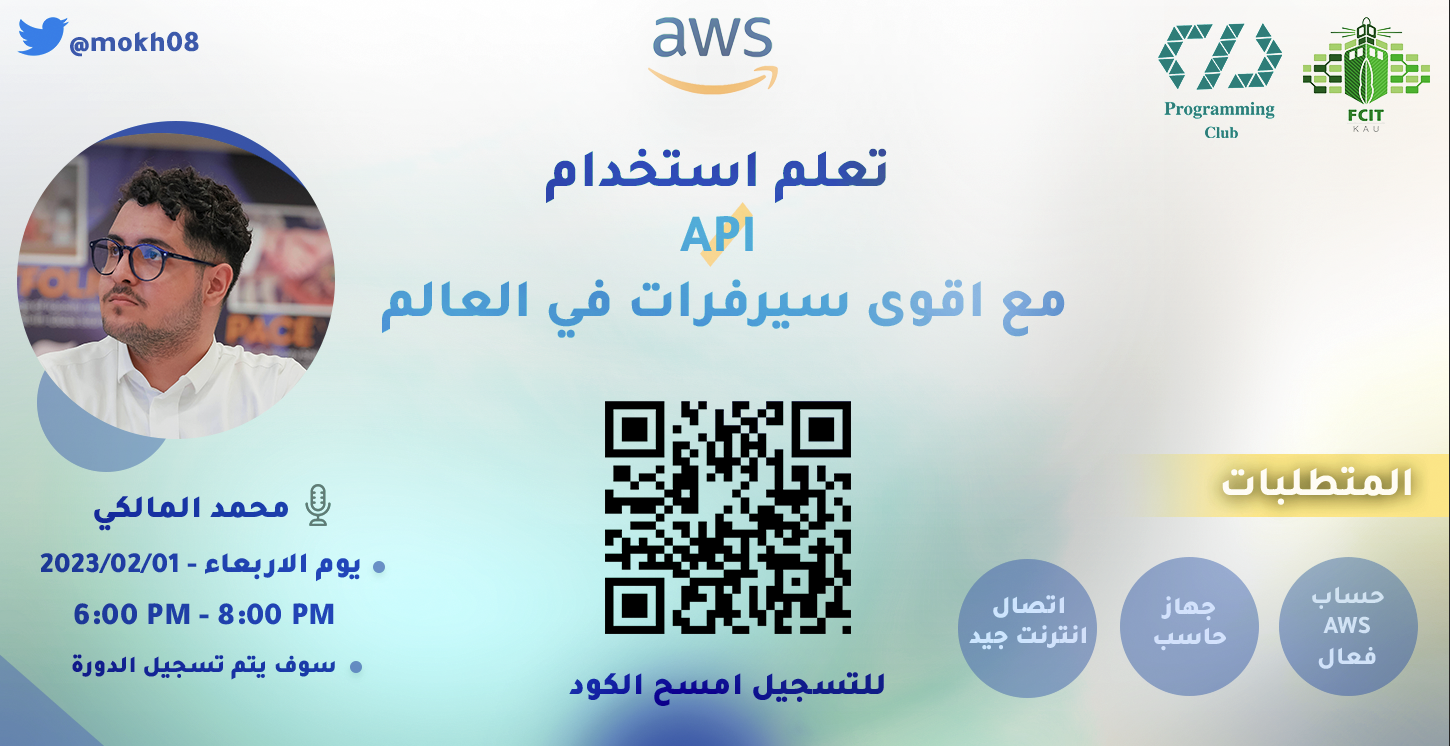 @mokh08
aws
Programming
Club
FCIT
KAU
تعلم استخدام
API
مع اقوى سيرفرات في العالم
FOLIO
PACE
محمد المالكي
يوم الاربعاء - 2023/02/01
6:00 PM - 8:00 PM
سوف يتم تسجيل الدورة
للتسجيل امسح الكود
المتطلبات
حساب
AWS
فعال
جهاز
حاسب
اتصال
انترنت جيد